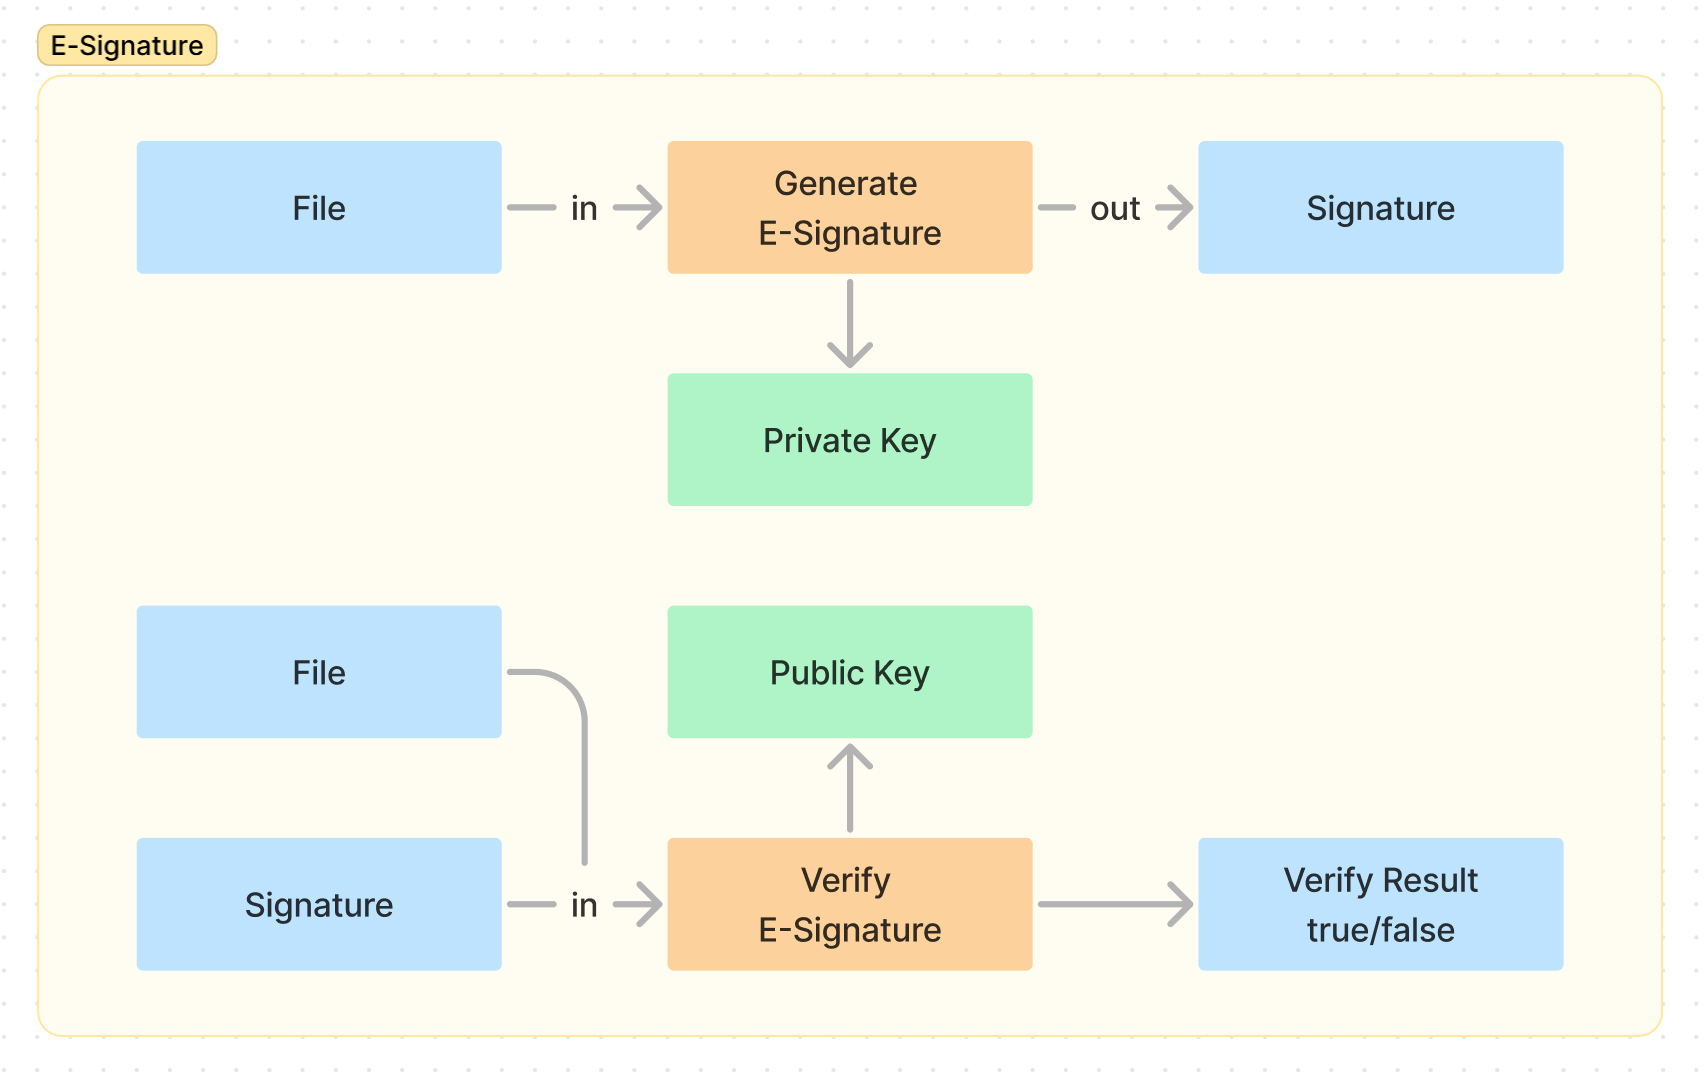 E-Signature
File
in
Generate
E-Signature
out
Signature
Private Key
File
Public Key
Signature
in
Verify
E-Signature
Verify Result
true/false